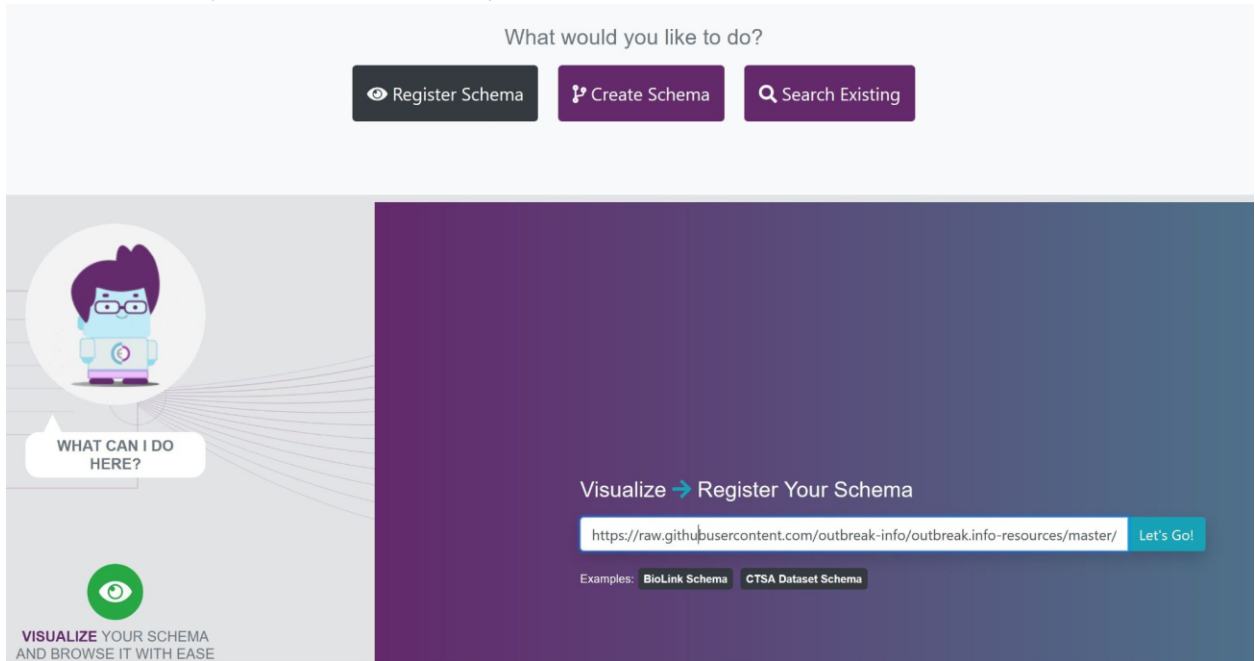 What would you like to do?
Register Schema
Create Schema
Search Existing
WHAT CAN I DO
HERE?
Visualize → Register Your Schema
https://raw.githubusercontent.com/outbreak-info/outbreak.info-resources/master/
Let's Go!
Examples: BioLink Schema CTSA Dataset Schema
VISUALIZE YOUR SCHEMA
AND BROWSE IT WITH EASE